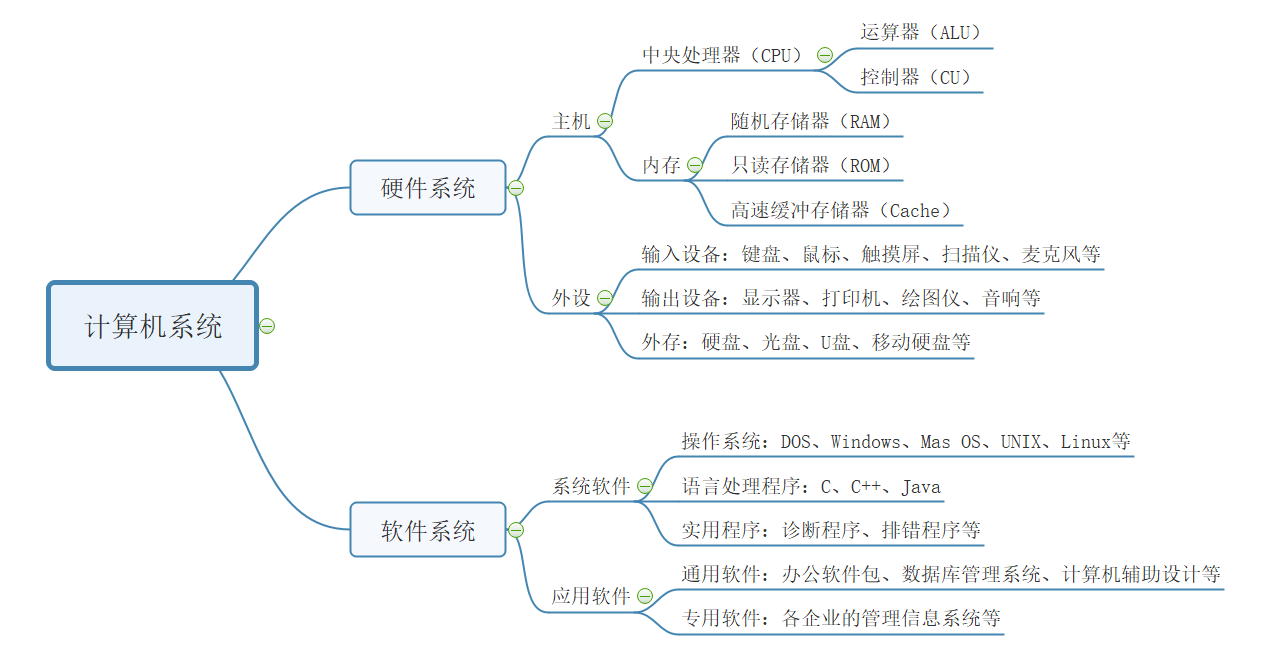 计算机系统
硬件系统
主机
中央处理器（CPU）
运算器（ALU）
控制器（CU）
内存
随机存储器（RAM）
只读存储器（ROM）
高速缓冲存储器（Cache）
外设
输入设备：键盘、鼠标、触摸屏、扫描仪、麦克风等
输出设备：显示器、打印机、绘图仪、音响等
外存：硬盘、光盘、U盘、移动硬盘等
软件系统
系统软件
操作系统：DOS、Windows、Mas OS、UNIX、Linux等
语言处理程序：C、C++、Java
实用程序：诊断程序、排错程序等
应用软件
通用软件：办公软件包、数据库管理系统、计算机辅助设计等
专用软件：各企业的管理信息系统等